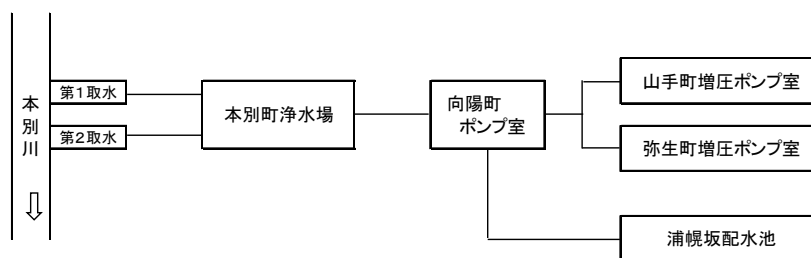 本別川
⇩
第1取水
第2取水
本別町浄水場
向陽町
ポンプ室
山手町増圧ポンプ室
弥生町増圧ポンプ室
浦幌坂配水池